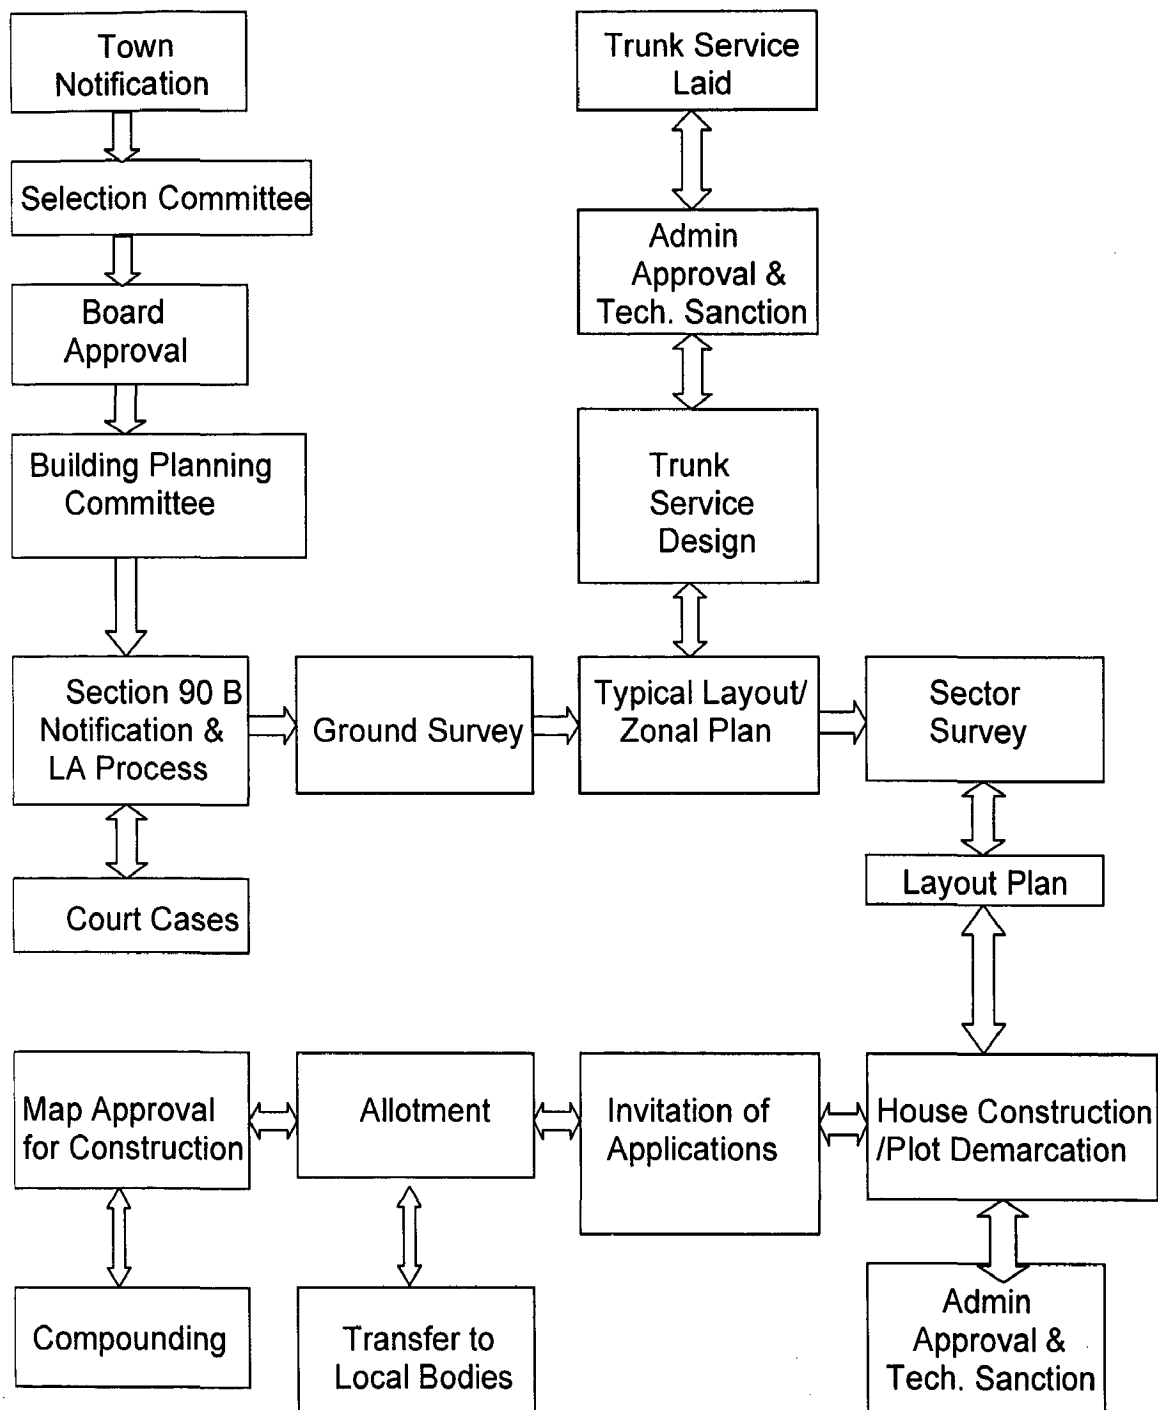 Town
Notification
Selection Committee
Board
Approval
Building Planning
Committee
Trunk Service
Laid
Admin
Approval &
Tech. Sanction
Trunk
Service
Design
Section 90 B
Notification &
LA Process
Ground Survey
Typical Layout/
Zonal Plan
Sector
Survey
Court Cases
Layout Plan
Map Approval
for Construction
Allotment
Invitation of
Applications
House Construction
/Plot Demarcation
Compounding
Transfer to
Local Bodies
Admin
Approval &
Tech. Sanction